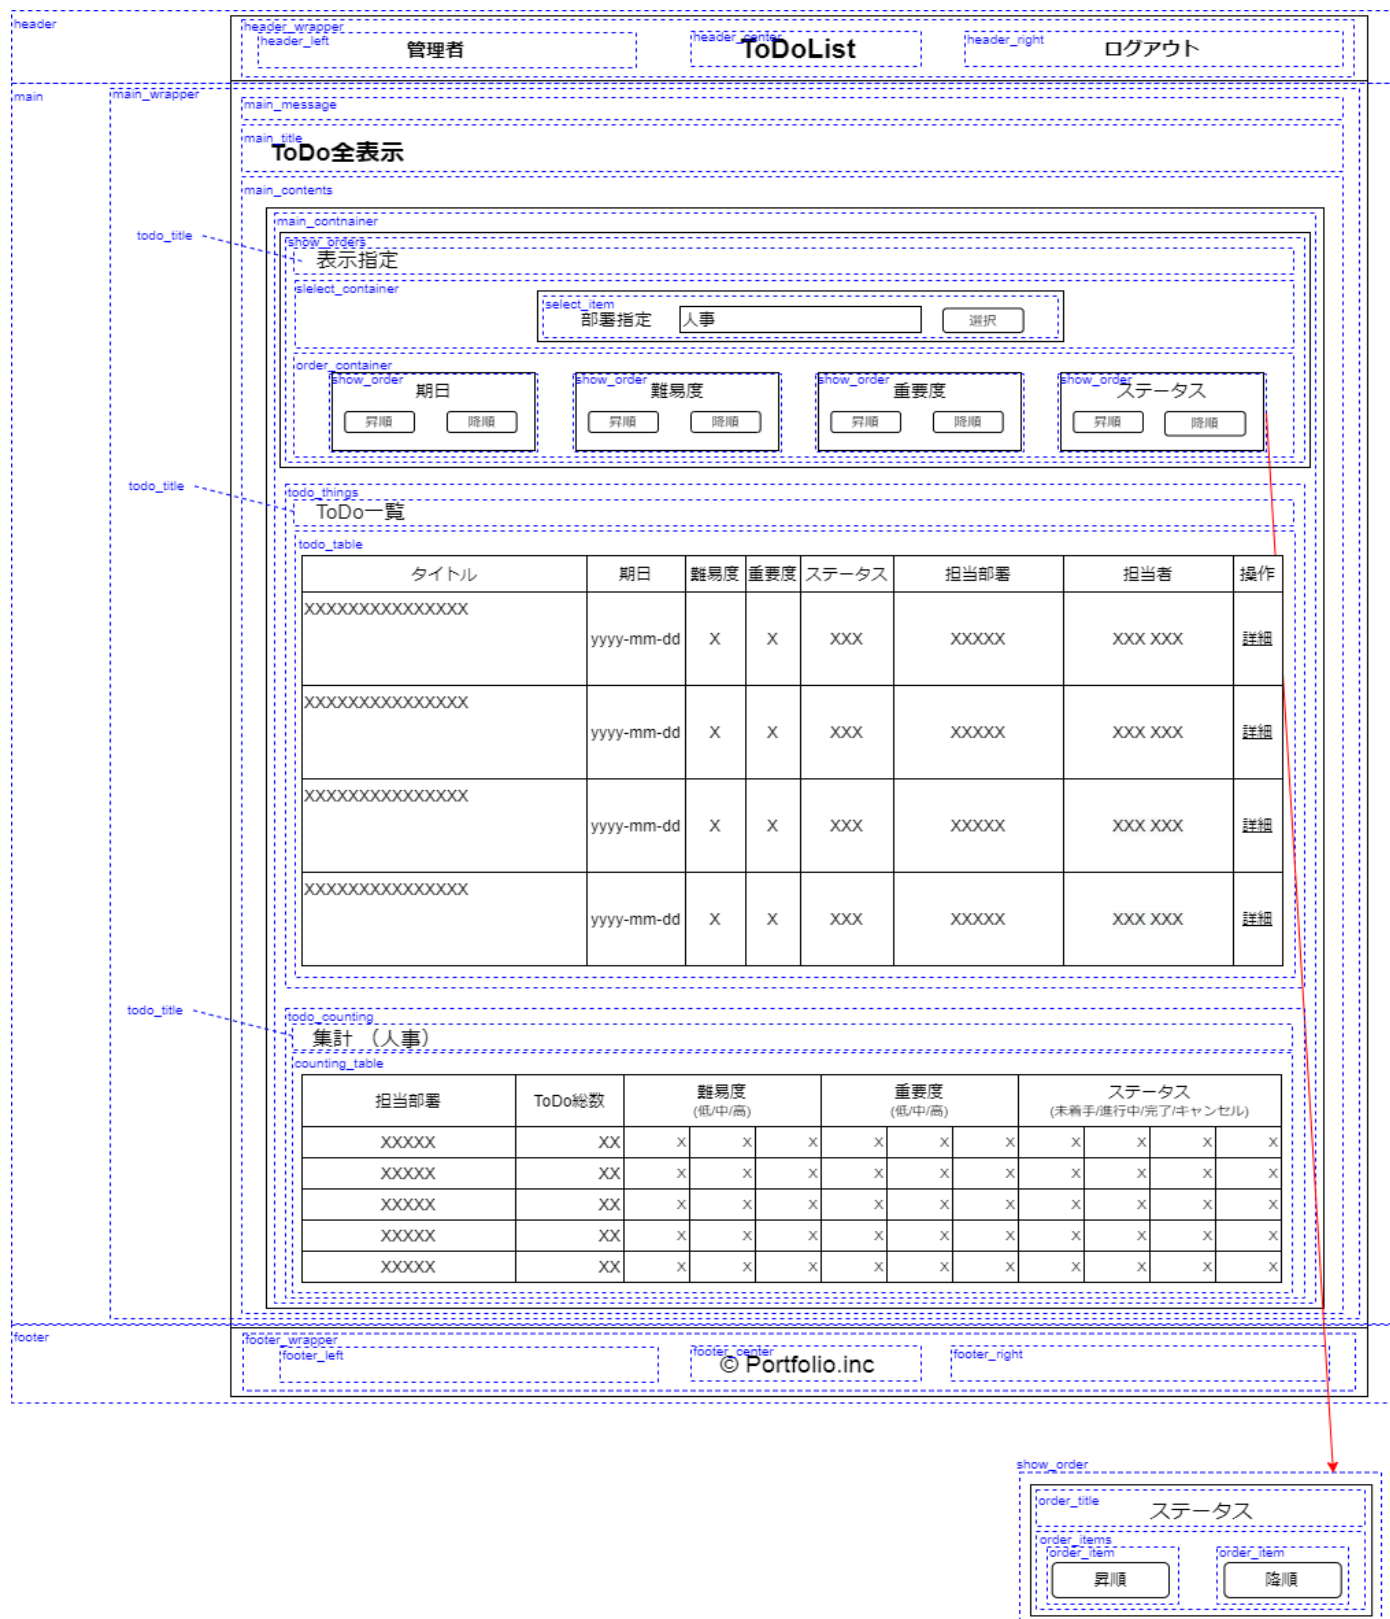 header
header_wrapper
header_left
管理者
header_center
ToDoList
header_right
ログアウト
main
main_wrapper
main_message
main_title
ToDo全表示
main_contents
main_contnainer
todo_title
show_orders
表示指定
slelect_container
select_item
部署指定
人事
選択
order_container
show_order
期日
昇順 降順
show_order
難易度
昇順 降順
show_order
重要度
昇順 降順
show_order
ステータス
昇順 降順
todo_title
todo_things
ToDo一覧
todo_table
タイトル 期日 難易度 重要度 ステータス 担当部署 担当者 操作
XXXXXXXXXXXXXXX
yyyy-mm-dd X X XXX XXXXX XXX XXX 詳細
XXXXXXXXXXXXXXX
yyyy-mm-dd X X XXX XXXXX XXX XXX 詳細
XXXXXXXXXXXXXXX
yyyy-mm-dd X X XXX XXXXX XXX XXX 詳細
XXXXXXXXXXXXXXX
yyyy-mm-dd X X XXX XXXXX XXX XXX 詳細
todo_title
todo_counting
集計 （人事）
counting_table
担当部署 ToDo総数 難易度 重要度 ステータス
(低/中/高) (低/中/高) (未着手/進行中/完了/キャンセル)
XXXXX XX X X X X X X X X X X
XXXXX XX X X X X X X X X X X
XXXXX XX X X X X X X X X X X
XXXXX XX X X X X X X X X X X
XXXXX XX X X X X X X X X X X
footer
footer_wrapper
footer_left
footer_center
© Portfolio.inc
footer_right
show_order
order_title
ステータス
order_items
order_item
昇順
order_item
降順